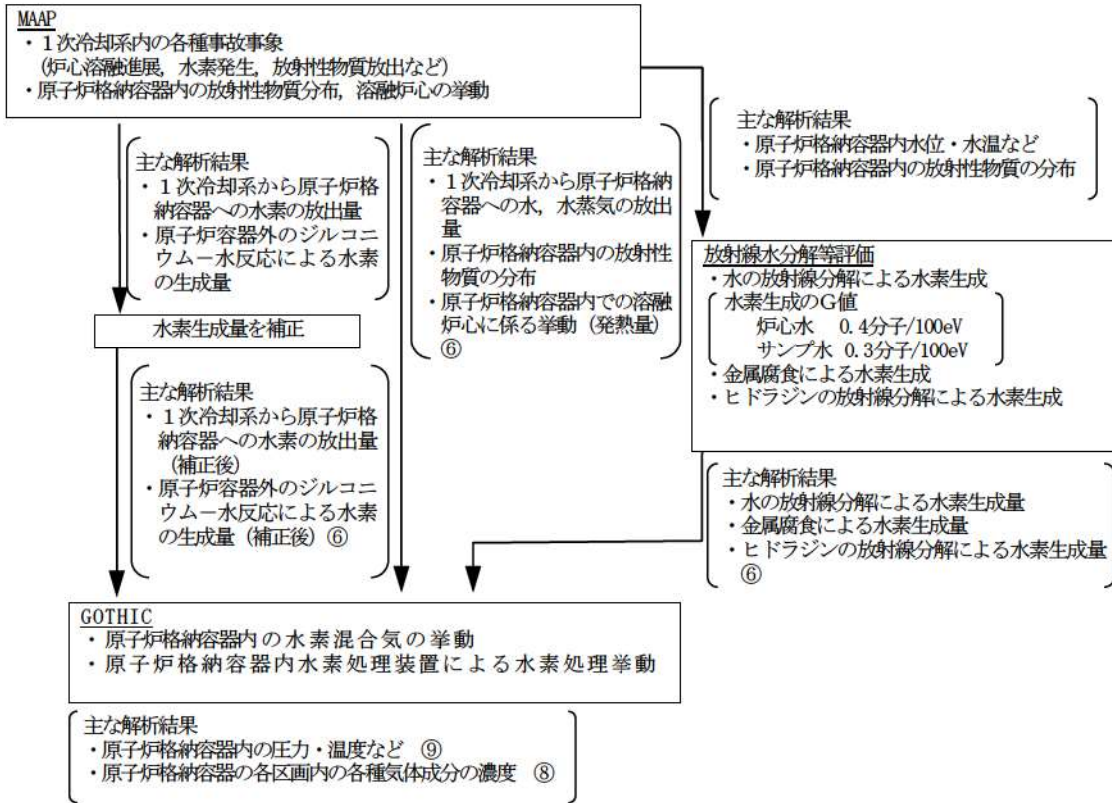 MAAP
・１次冷却系内の各種事故事象
（炉心溶融進展，水素発生，放射性物質放出など）
・原子炉格納容器内の放射性物質分布，溶融炉心の挙動
主な解析結果
・１次冷却系から原子炉格
納容器への水素の放出量
・原子炉容器外のジルコニ
ウム－水反応による水素
の生成量
主な解析結果
・１次冷却系から原子炉格納
容器への水，水蒸気の放出
量
・原子炉格納容器内の放射性
物質の分布
・原子炉格納容器内での溶融
炉心に係る挙動（発熱量）
⑥
主な解析結果
・原子炉格納容器内水位・水温など
・原子炉格納容器内の放射性物質の分布
水素生成量を補正
放射線水分解等評価
・水の放射線分解による水素生成
水素生成のＧ値
炉心水 0.4分子/100eV
サンプ水 0.3分子/100eV
・金属腐食による水素生成
・ヒドラジンの放射線分解による水素生成
主な解析結果
・１次冷却系から原子炉格
納容器への水素の放出量
（補正後）
・原子炉容器外のジルコニ
ウム－水反応による水素
の生成量（補正後）⑥
主な解析結果
・水の放射線分解による水素生成量
・金属腐食による水素生成量
・ヒドラジンの放射線分解による水素生成量
⑥
GOTHIC
・原子炉格納容器内の水素混合気の挙動
・原子炉格納容器内水素処理装置による水素処理挙動
主な解析結果
・原子炉格納容器内の圧力・温度など ⑨
・原子炉格納容器の各区画内の各種気体成分の濃度 ⑧